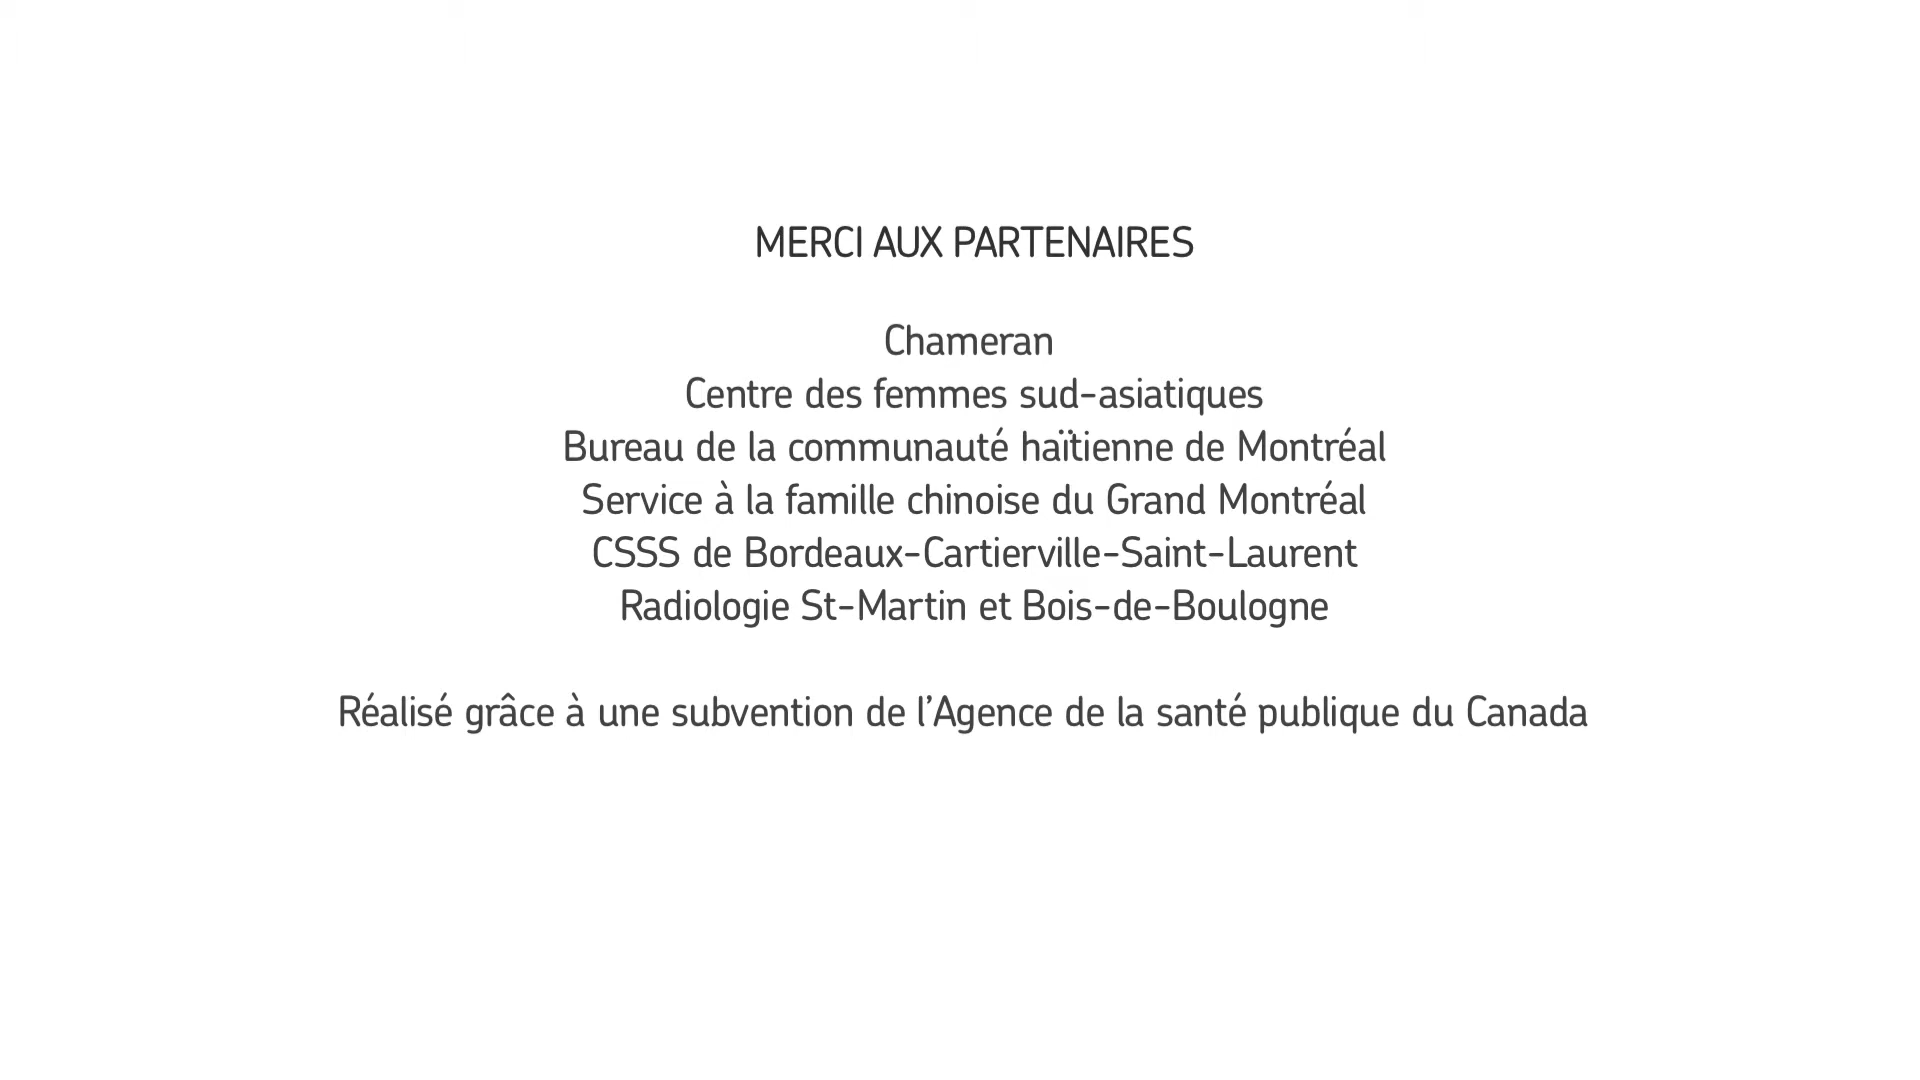 MERCI AUX PARTENAIRES
Chameran
Centre des femmes sud-asiatiques
Bureau de la communauté haïtienne de Montréal
Service à la famille chinoise du Grand Montréal
CSSS de Bordeaux-Cartierville-Saint-Laurent
Radiologie St-Martin et Bois-de-Boulogne
Réalisé grâce à une subvention de l’Agence de la santé publique du Canada